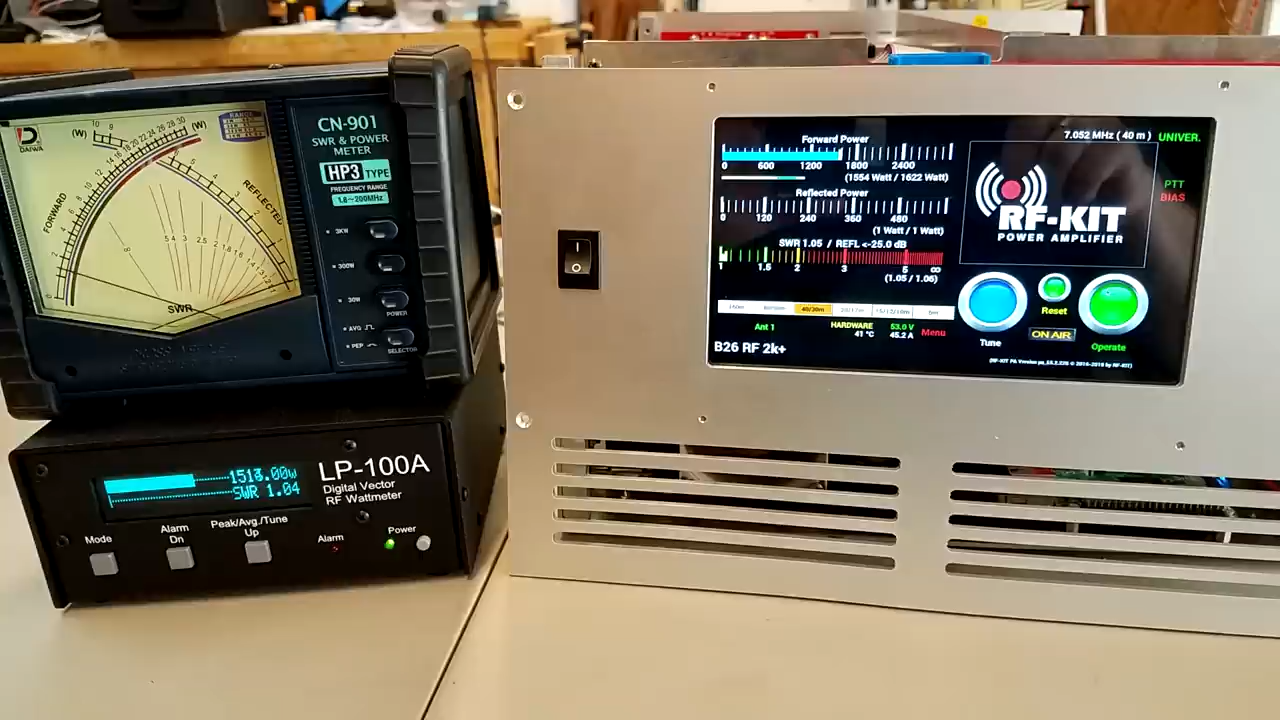 DAIWA
(W)
(W)
FORWARD
REFLECTED
SWR
CN-901
SWR & POWER
METER
HP3 TYPE
FREQUENCY RANGE
1.8~200MHz
3KW
300W
30W
POWER
AVG
PEP
SELECTOR
1513.00w
SWR 1.04
LP-100A
Digital Vector
RF Wattmeter
Mode
Alarm
Dn
Peak/Avg./Tune
Up
Alarm
Power
Forward Power
0 600 1200 1800 2400
(1554 Watt / 1622 Watt)
Reflected Power
0 120 240 350 480
(1 Watt / 1 Watt)
SWR 1.05 / REFL <-25.0 dB
1 1.5 2 3 5 ∞
(1.05 / 1.06)
40/30m
Ant 1
HARDWARE
41 °C
53.0 V
45.2 A
Menu
B26 RF 2k+
7.052 MHz ( 40 m )
UNIVER.
PTT
BIAS
RF-KIT
POWER AMPLIFIER
Tune
Reset
ON AIR
Operate